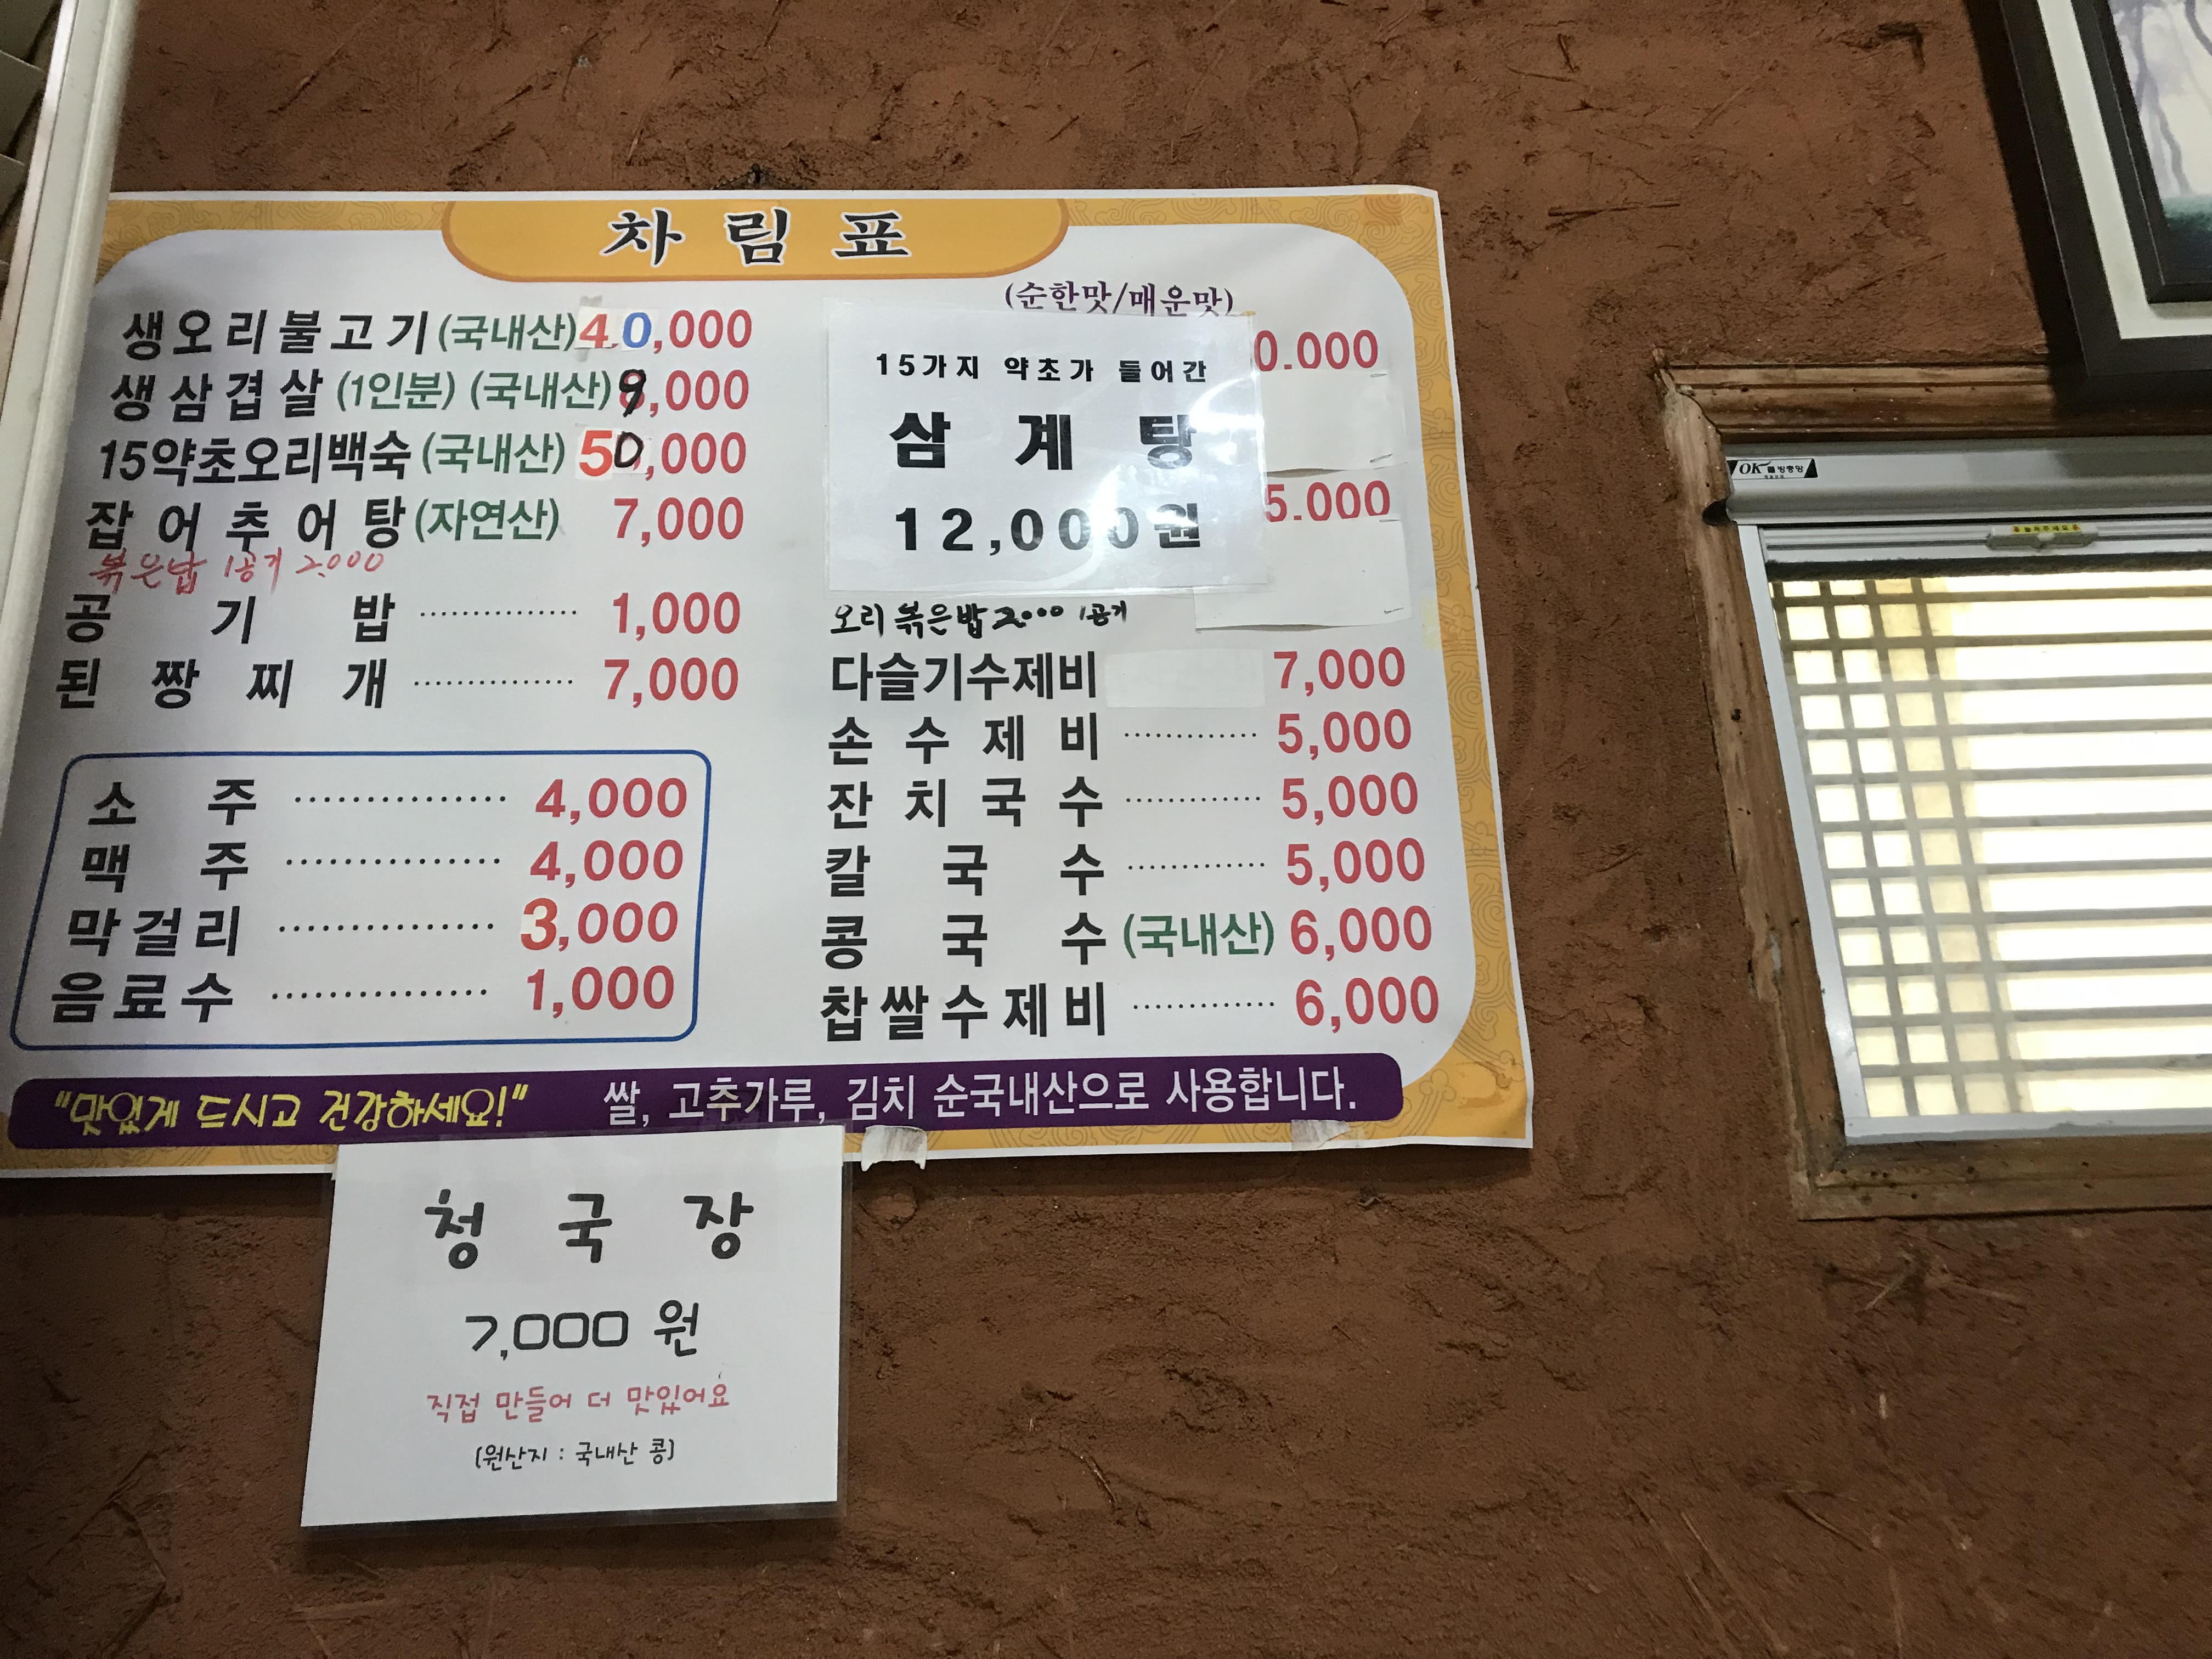 차림표
생오리불고기(국내산)40,000
생삼겹살(1인분)(국내산)9,000
15약초오리백숙(국내산)50,000
잡어추어탕(자연산) 7,000
볶은밥 1공기 2,000
공기밥 ............... 1,000
된짱찌개 ............... 7,000
소주 ............... 4,000
맥주 ............... 4,000
막걸리 ............... 3,000
음료수 ............... 1,000
(순한맛/매운맛)
0.000
15가지 약초가 들어간
삼계탕
12,000원
5.000
오리볶은밥 2000 1공기
다슬기수제비 7,000
손수제비 ............... 5,000
잔치국수 ............... 5,000
칼국수 ............... 5,000
콩국수(국내산) 6,000
찹쌀수제비 ............... 6,000
"맛있게 드시고 건강하세요!" 쌀, 고추가루, 김치 순국내산으로 사용합니다.
청국장
7,000 원
직접 만들어 더 맛있어요
(원산지 : 국내산 콩)
OK 방충망